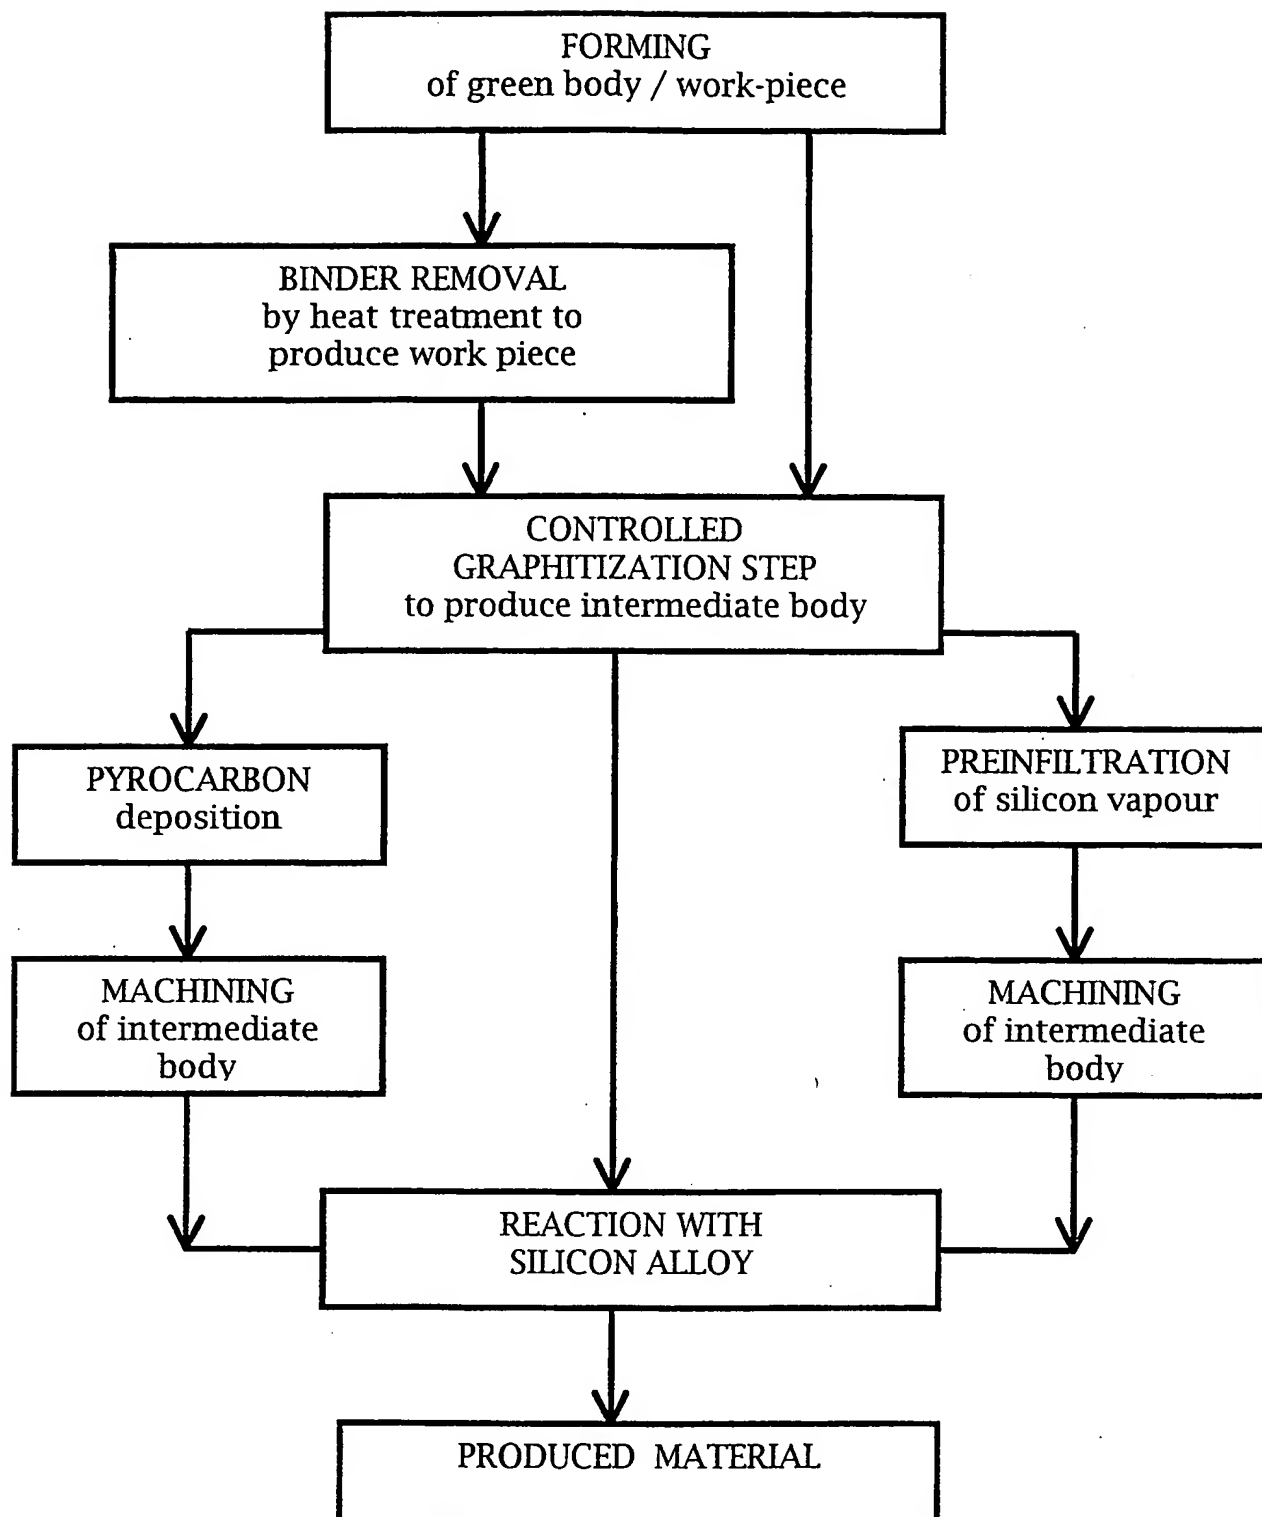 FORMING
of green body / work-piece
BINDER REMOVAL
by heat treatment to
produce work piece
CONTROLLED
GRAPHITIZATION STEP
to produce intermediate body
PYROCARBON
deposition
PREINFILTRATION
of silicon vapour
MACHINING
of intermediate
body
MACHINING
of intermediate
body
REACTION WITH
SILICON ALLOY
PRODUCED MATERIAL